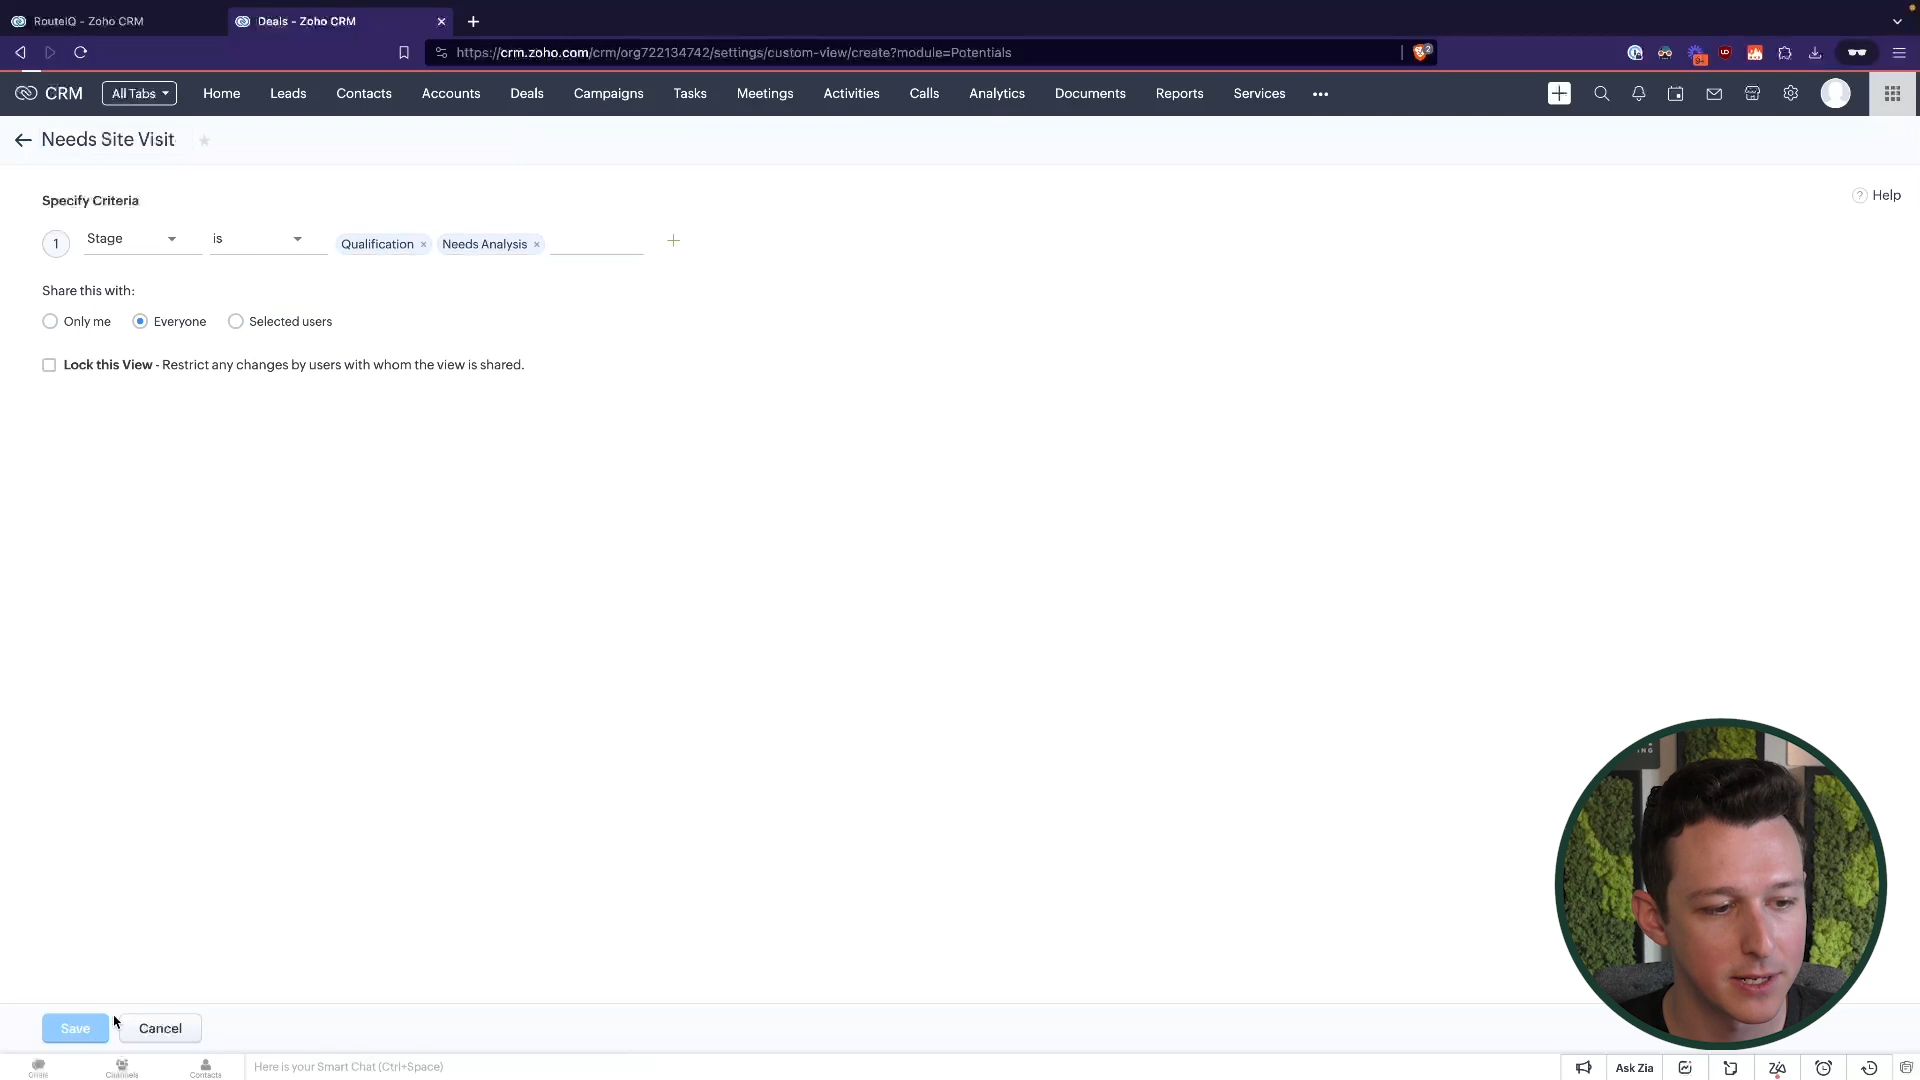 RouteIQ - Zoho CRM
Deals - Zoho CRM
https://crm.zoho.com/crm/org722134742/settings/custom-view/create?module=Potentials
2
9+
CRM
All Tabs
Home
Leads
Contacts
Accounts
Deals
Campaigns
Tasks
Meetings
Activities
Calls
Analytics
Documents
Reports
Services
Needs Site Visit
Specify Criteria
Help
1
Stage
is
Qualification
Needs Analysis
Share this with:
Only me
Everyone
Selected users
Lock this View - Restrict any changes by users with whom the view is shared.
Save
Cancel
Channels
Contacts
Here is your Smart Chat (Ctrl+Space)
Ask Zia